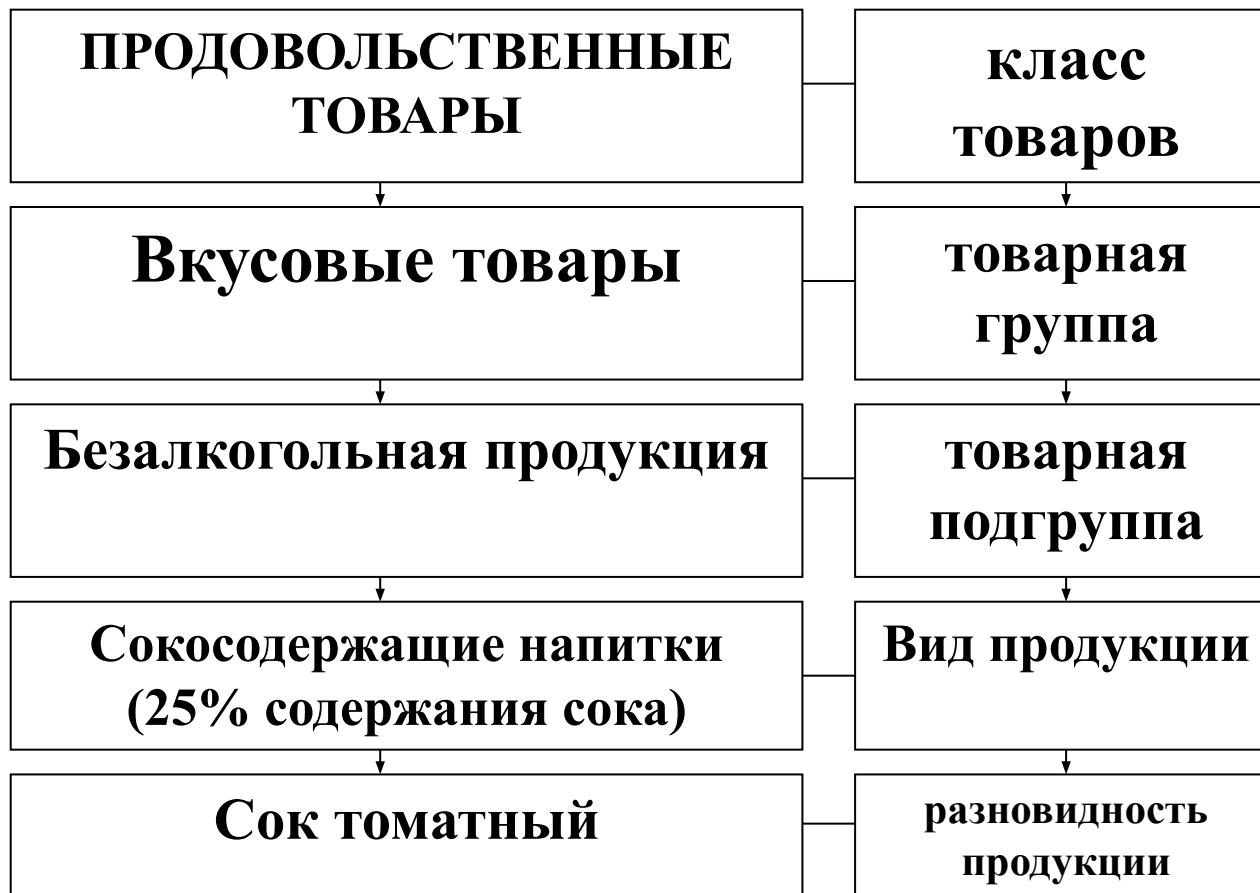 ПРОДОВОЛЬСТВЕННЫЕ
ТОВАРЫ
класс
товаров
Вкусовые товары
товарная
группа
Безалкогольная продукция
товарная
подгруппа
Сокосодержащие напитки
(25% содержания сока)
Вид продукции
Сок томатный
разновидность
продукции